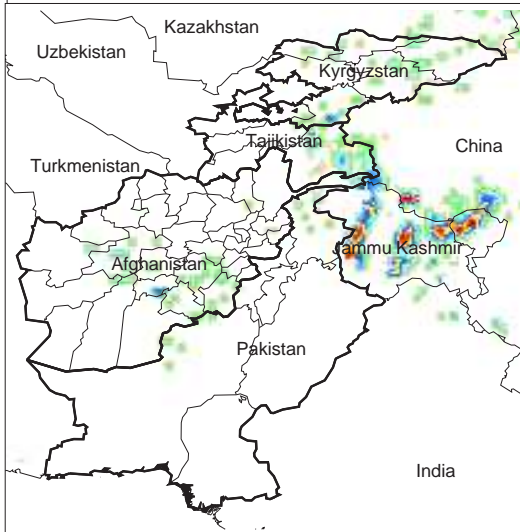 Kazakhstan
Uzbekistan
Kyrgyzstan
Tajikistan
China
Turkmenistan
Jammu Kashmir
Afghanistan
Pakistan
India